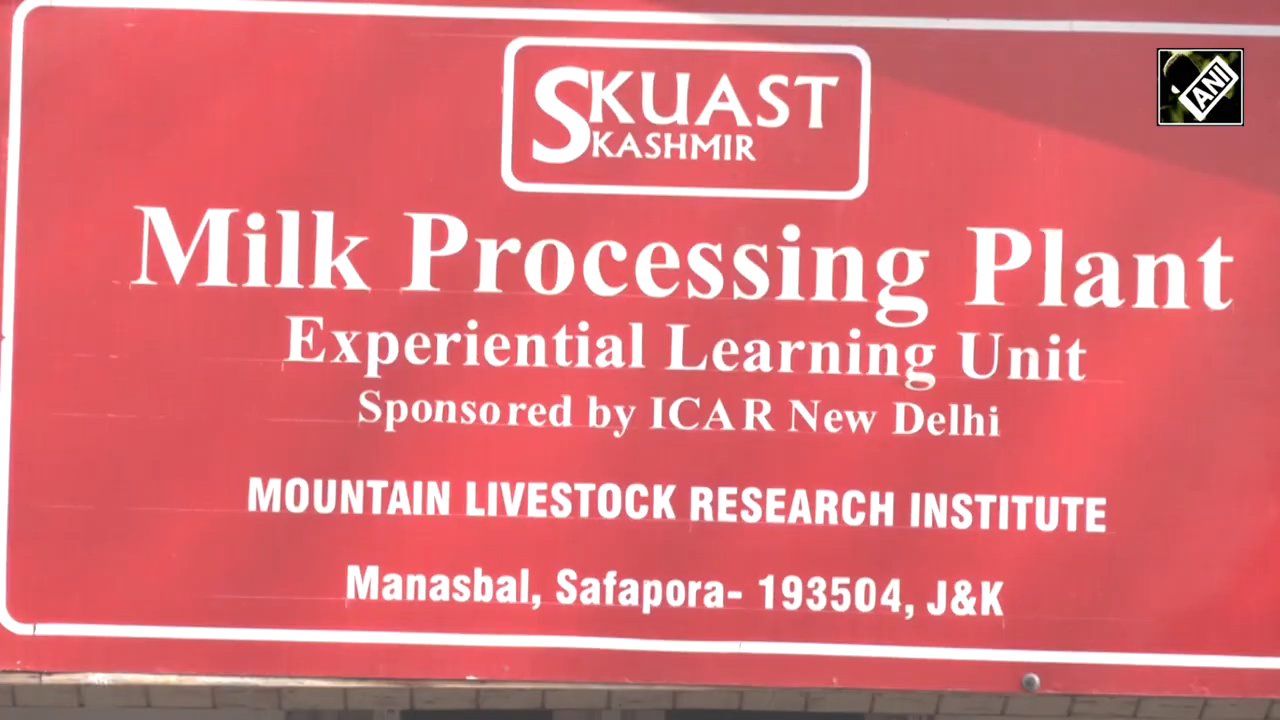 SKUAST
KASHMIR
ANI
Milk Processing Plant
Experiential Learning Unit
Sponsored by ICAR New Delhi
MOUNTAIN LIVESTOCK RESEARCH INSTITUTE
Manasbal, Safapora- 193504, J&K